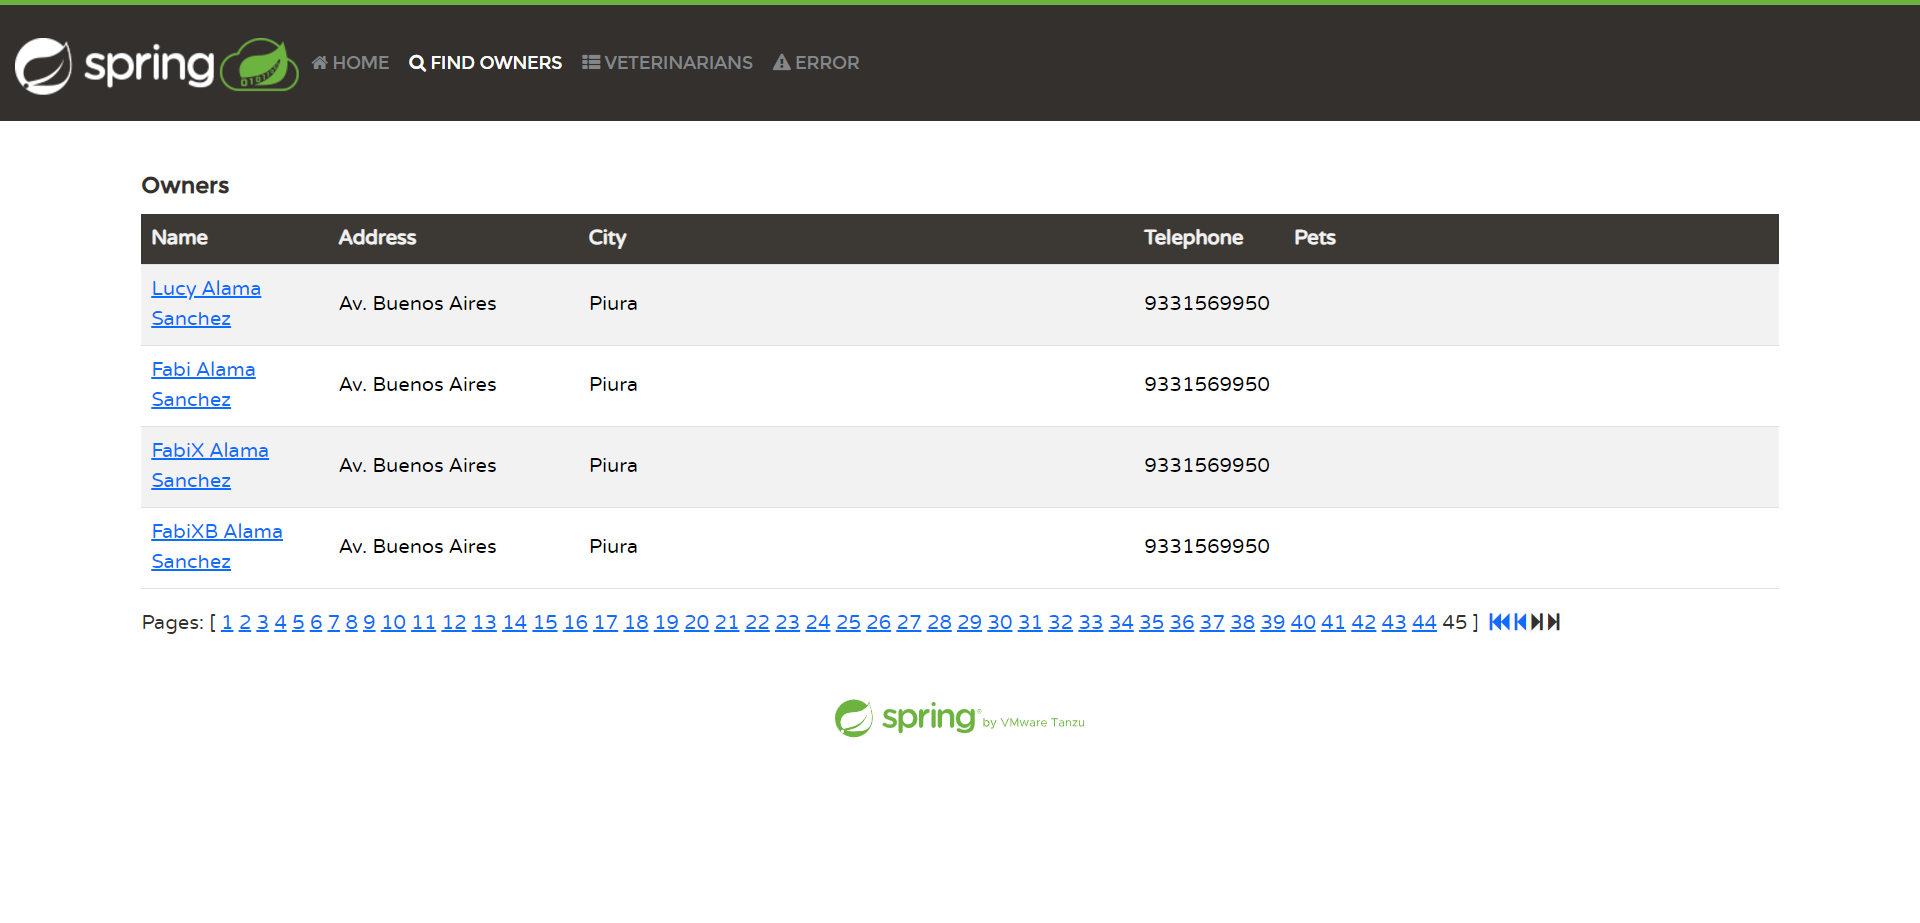 spring HOME FIND OWNERS VETERINARIANS ERROR
Owners
Name Address City Telephone Pets
Lucy Alama
Sanchez Av. Buenos Aires Piura 9331569950
Fabi Alama
Sanchez Av. Buenos Aires Piura 9331569950
FabiX Alama
Sanchez Av. Buenos Aires Piura 9331569950
FabiXB Alama
Sanchez Av. Buenos Aires Piura 9331569950
Pages: [ 1 2 3 4 5 6 7 8 9 10 11 12 13 14 15 16 17 18 19 20 21 22 23 24 25 26 27 28 29 30 31 32 33 34 35 36 37 38 39 40 41 42 43 44 45 ]
spring® by VMware Tanzu